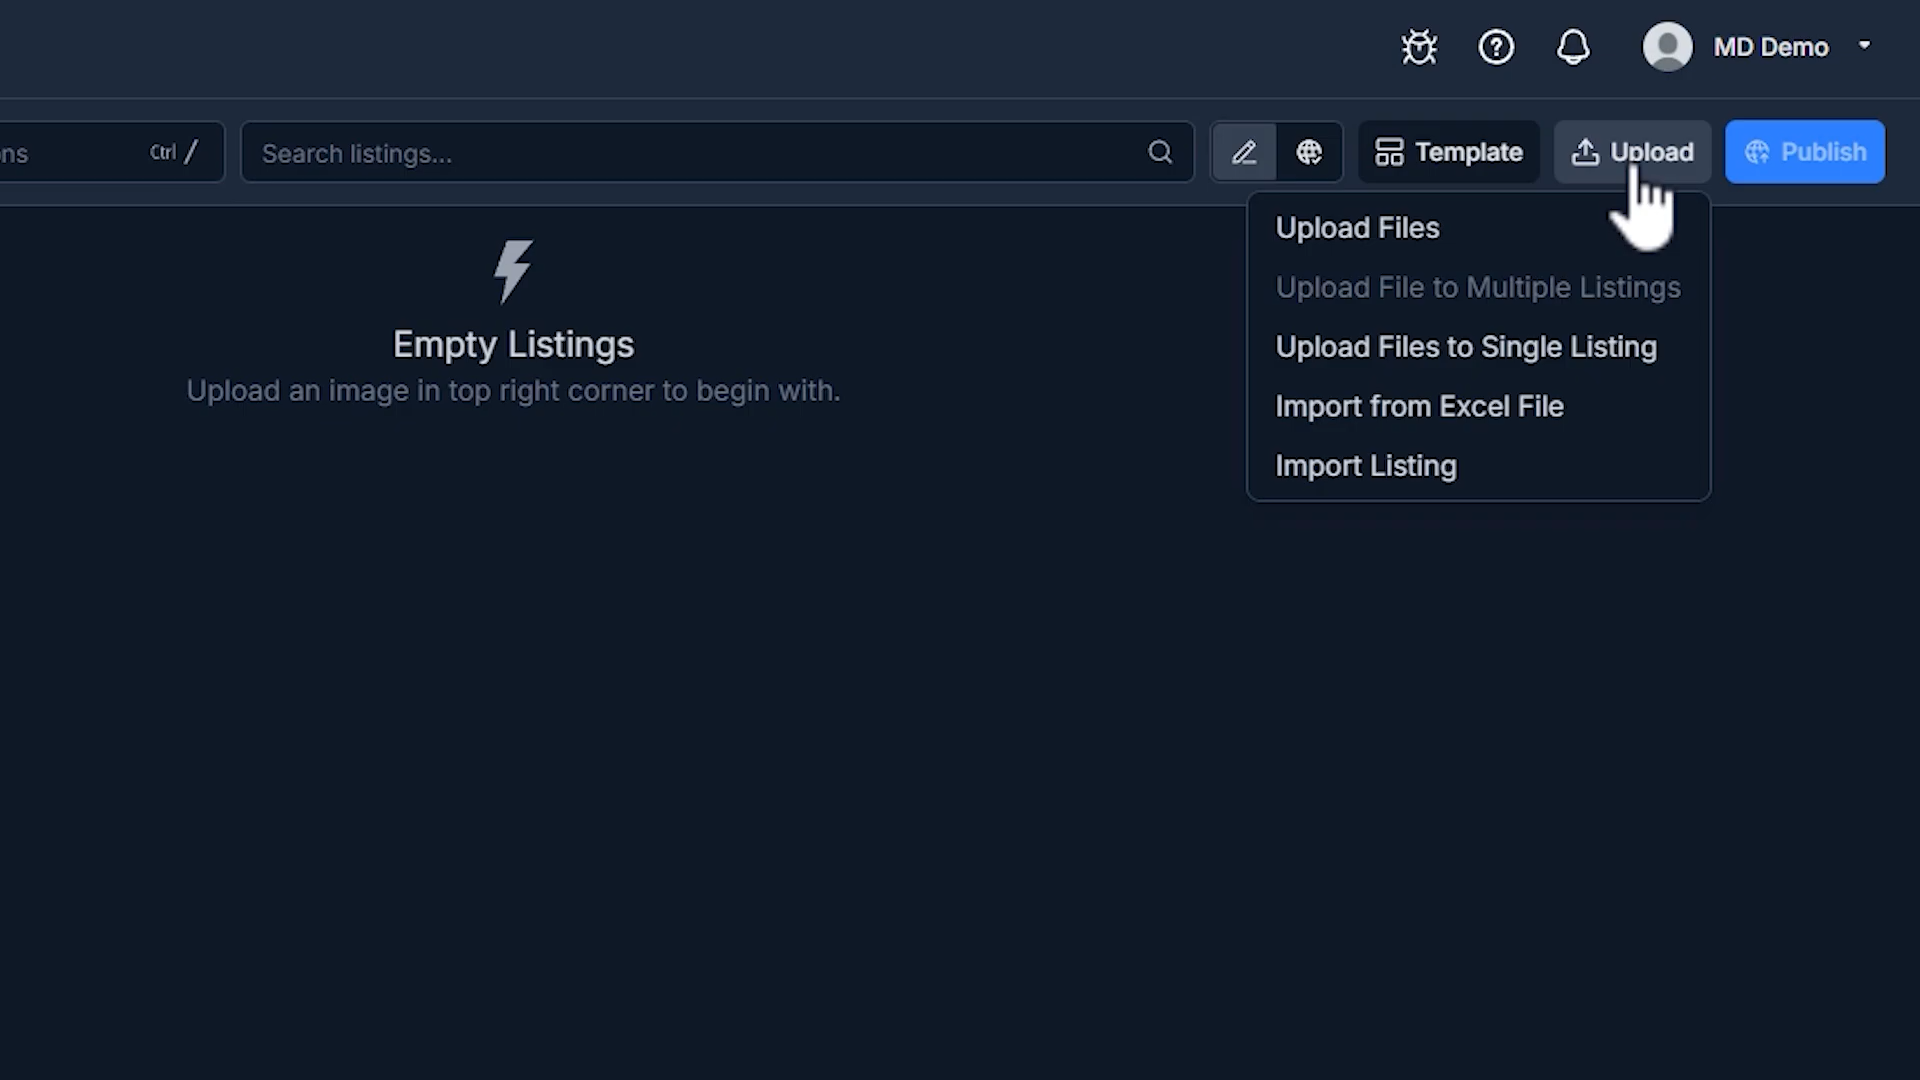 MD Demo
ns
Ctrl /
Search listings...
Template
Upload
Publish
Upload Files
Upload File to Multiple Listings
Upload Files to Single Listing
Import from Excel File
Import Listing
Empty Listings
Upload an image in top right corner to begin with.